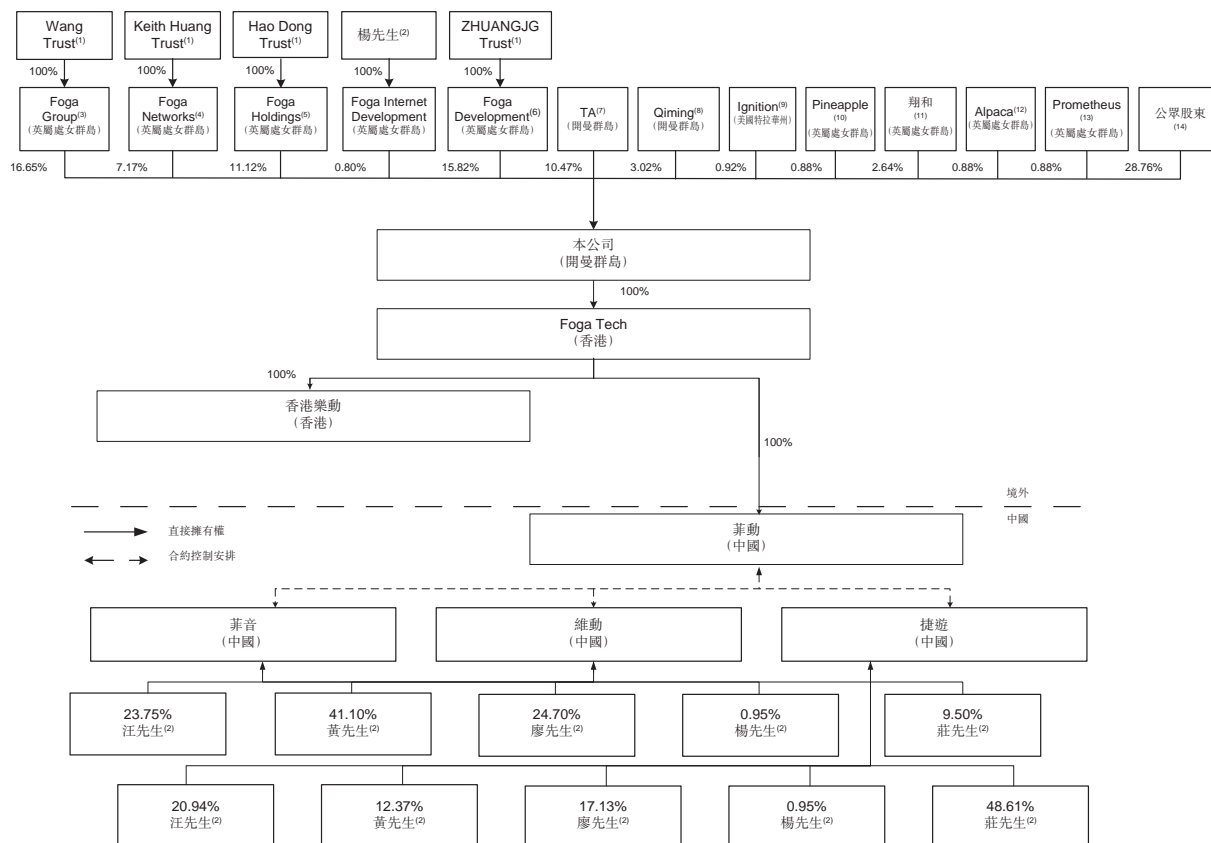 Wang
Trust(1)
Keith Huang
Trust(1)
Hao Dong
Trust(1)
楊先生(2)
ZHUANGJG
Trust(1)
100%
100%
100%
100%
100%
Foga
Group(3)
(英屬處女群島)
Foga
Networks(4)
(英屬處女群島)
Foga
Holdings(5)
(英屬處女群島)
Foga Internet
Development
(英屬處女群島)
Foga
Development(6)
(英屬處女群島)
TA(7)
(開曼群島)
Qiming(8)
(開曼群島)
Ignition(9)
(美國特拉華州)
Pineapple
(10)
(英屬處女群島)
翔和
(11)
(英屬處女群島)
Alpaca(12)
(英屬處女群島)
Prometheus
(13)
(英屬處女群島)
公眾股東
(14)
16.65%
7.17%
11.12%
0.80%
15.82%
10.47%
3.02%
0.92%
0.88%
2.64%
0.88%
0.88%
28.76%
本公司
(開曼群島)
100%
Foga Tech
(香港)
100%
香港樂動
(香港)
100%
境外
中國
直接擁有權
合約控制安排
菲動
(中國)
菲音
(中國)
維動
(中國)
捷遊
(中國)
23.75%
汪先生(2)
41.10%
黃先生(2)
24.70%
廖先生(2)
0.95%
楊先生(2)
9.50%
莊先生(2)
20.94%
汪先生(2)
12.37%
黃先生(2)
17.13%
廖先生(2)
0.95%
楊先生(2)
48.61%
莊先生(2)